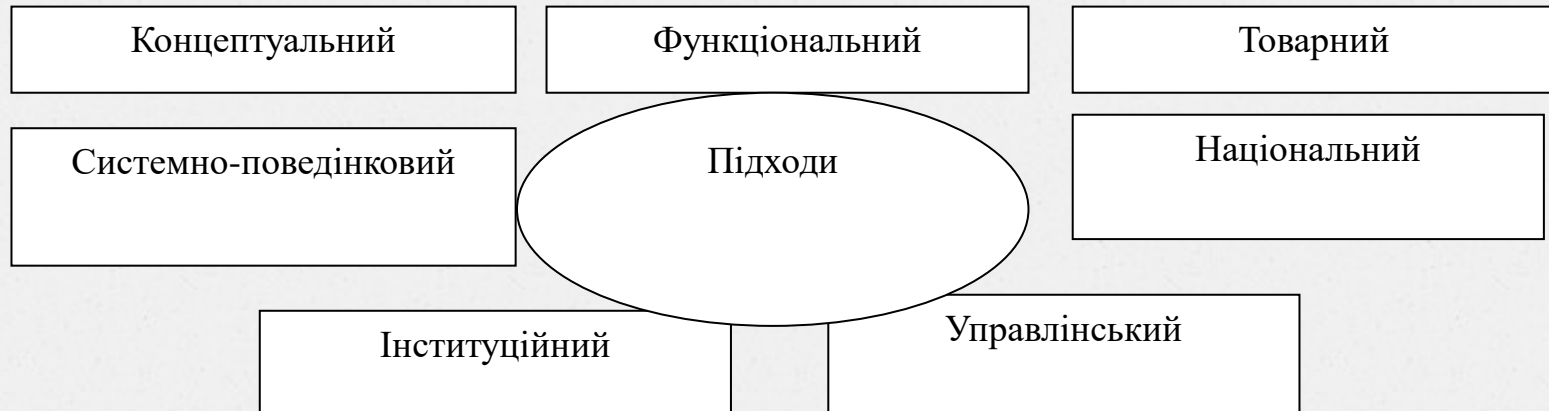 Концептуальний
Функціональний
Товарний
Системно-поведінковий
Підходи
Національний
Інституційний
Управлінський